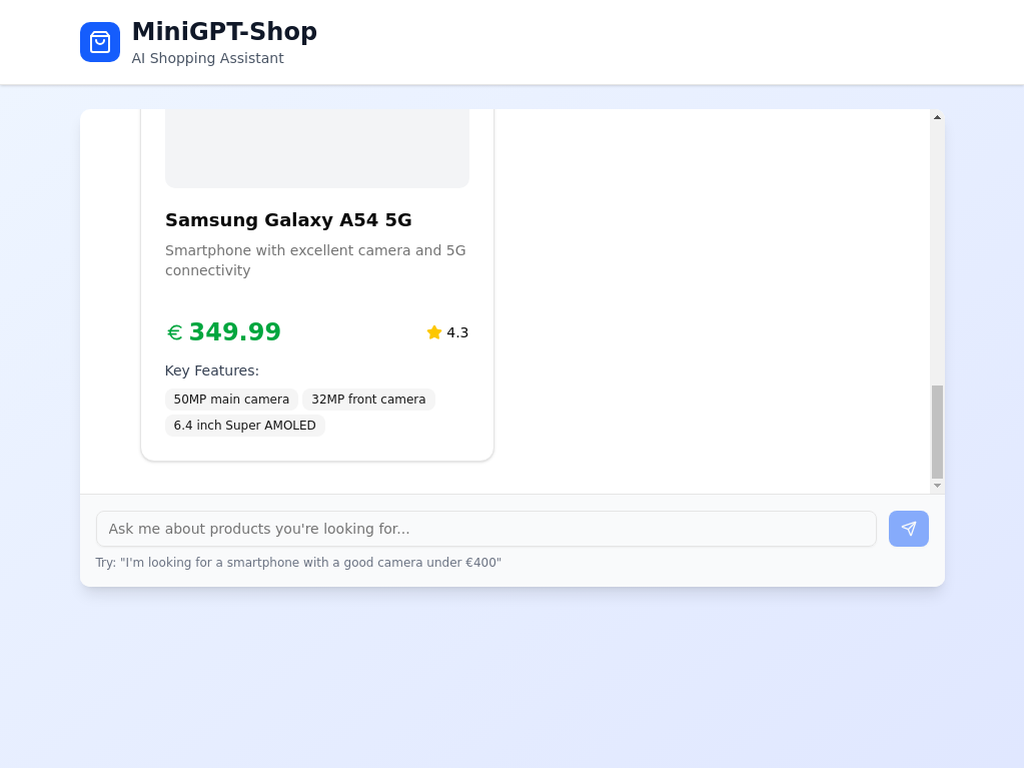 MiniGPT-Shop
AI Shopping Assistant
Samsung Galaxy A54 5G
Smartphone with excellent camera and 5G
connectivity
€ 349.99
4.3
Key Features:
50MP main camera
32MP front camera
6.4 inch Super AMOLED
Ask me about products you're looking for...
Try: "I'm looking for a smartphone with a good camera under €400"